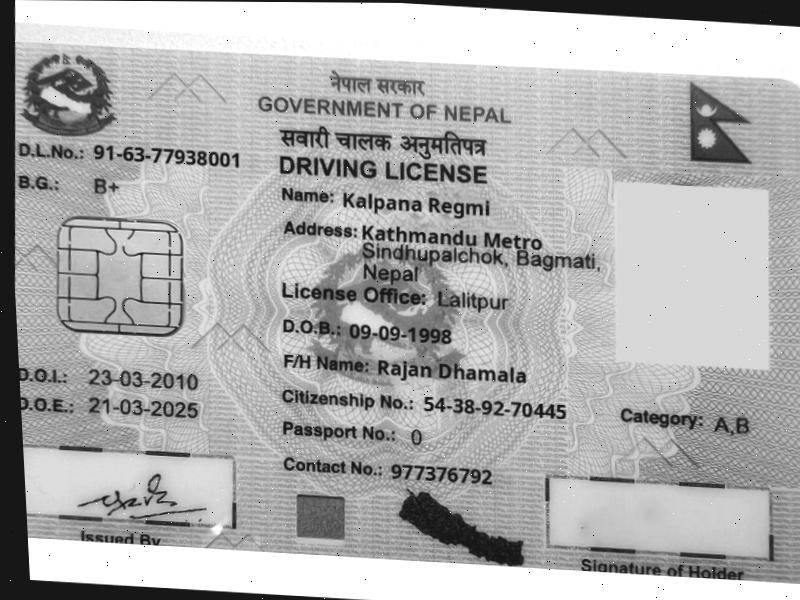 नेपाल सरकार
GOVERNMENT OF NEPAL
सवारी चालक अनुमतिपत्र
DRIVING LICENSE
D.L.No.: 91-63-77938001
B.G.: B+
Name: Kalpana Regmi
Address: Kathmandu Metro
Sindhupalchok, Bagmati,
Nepal
License Office: Lalitpur
D.O.B.: 09-09-1998
F/H Name: Rajan Dhamala
D.O.I.: 23-03-2010
D.O.E.: 21-03-2025
Citizenship No.: 54-38-92-70445
Category: A,B
Passport No.: 0
Contact No.: 977376792
Issued By
Signature of Holder